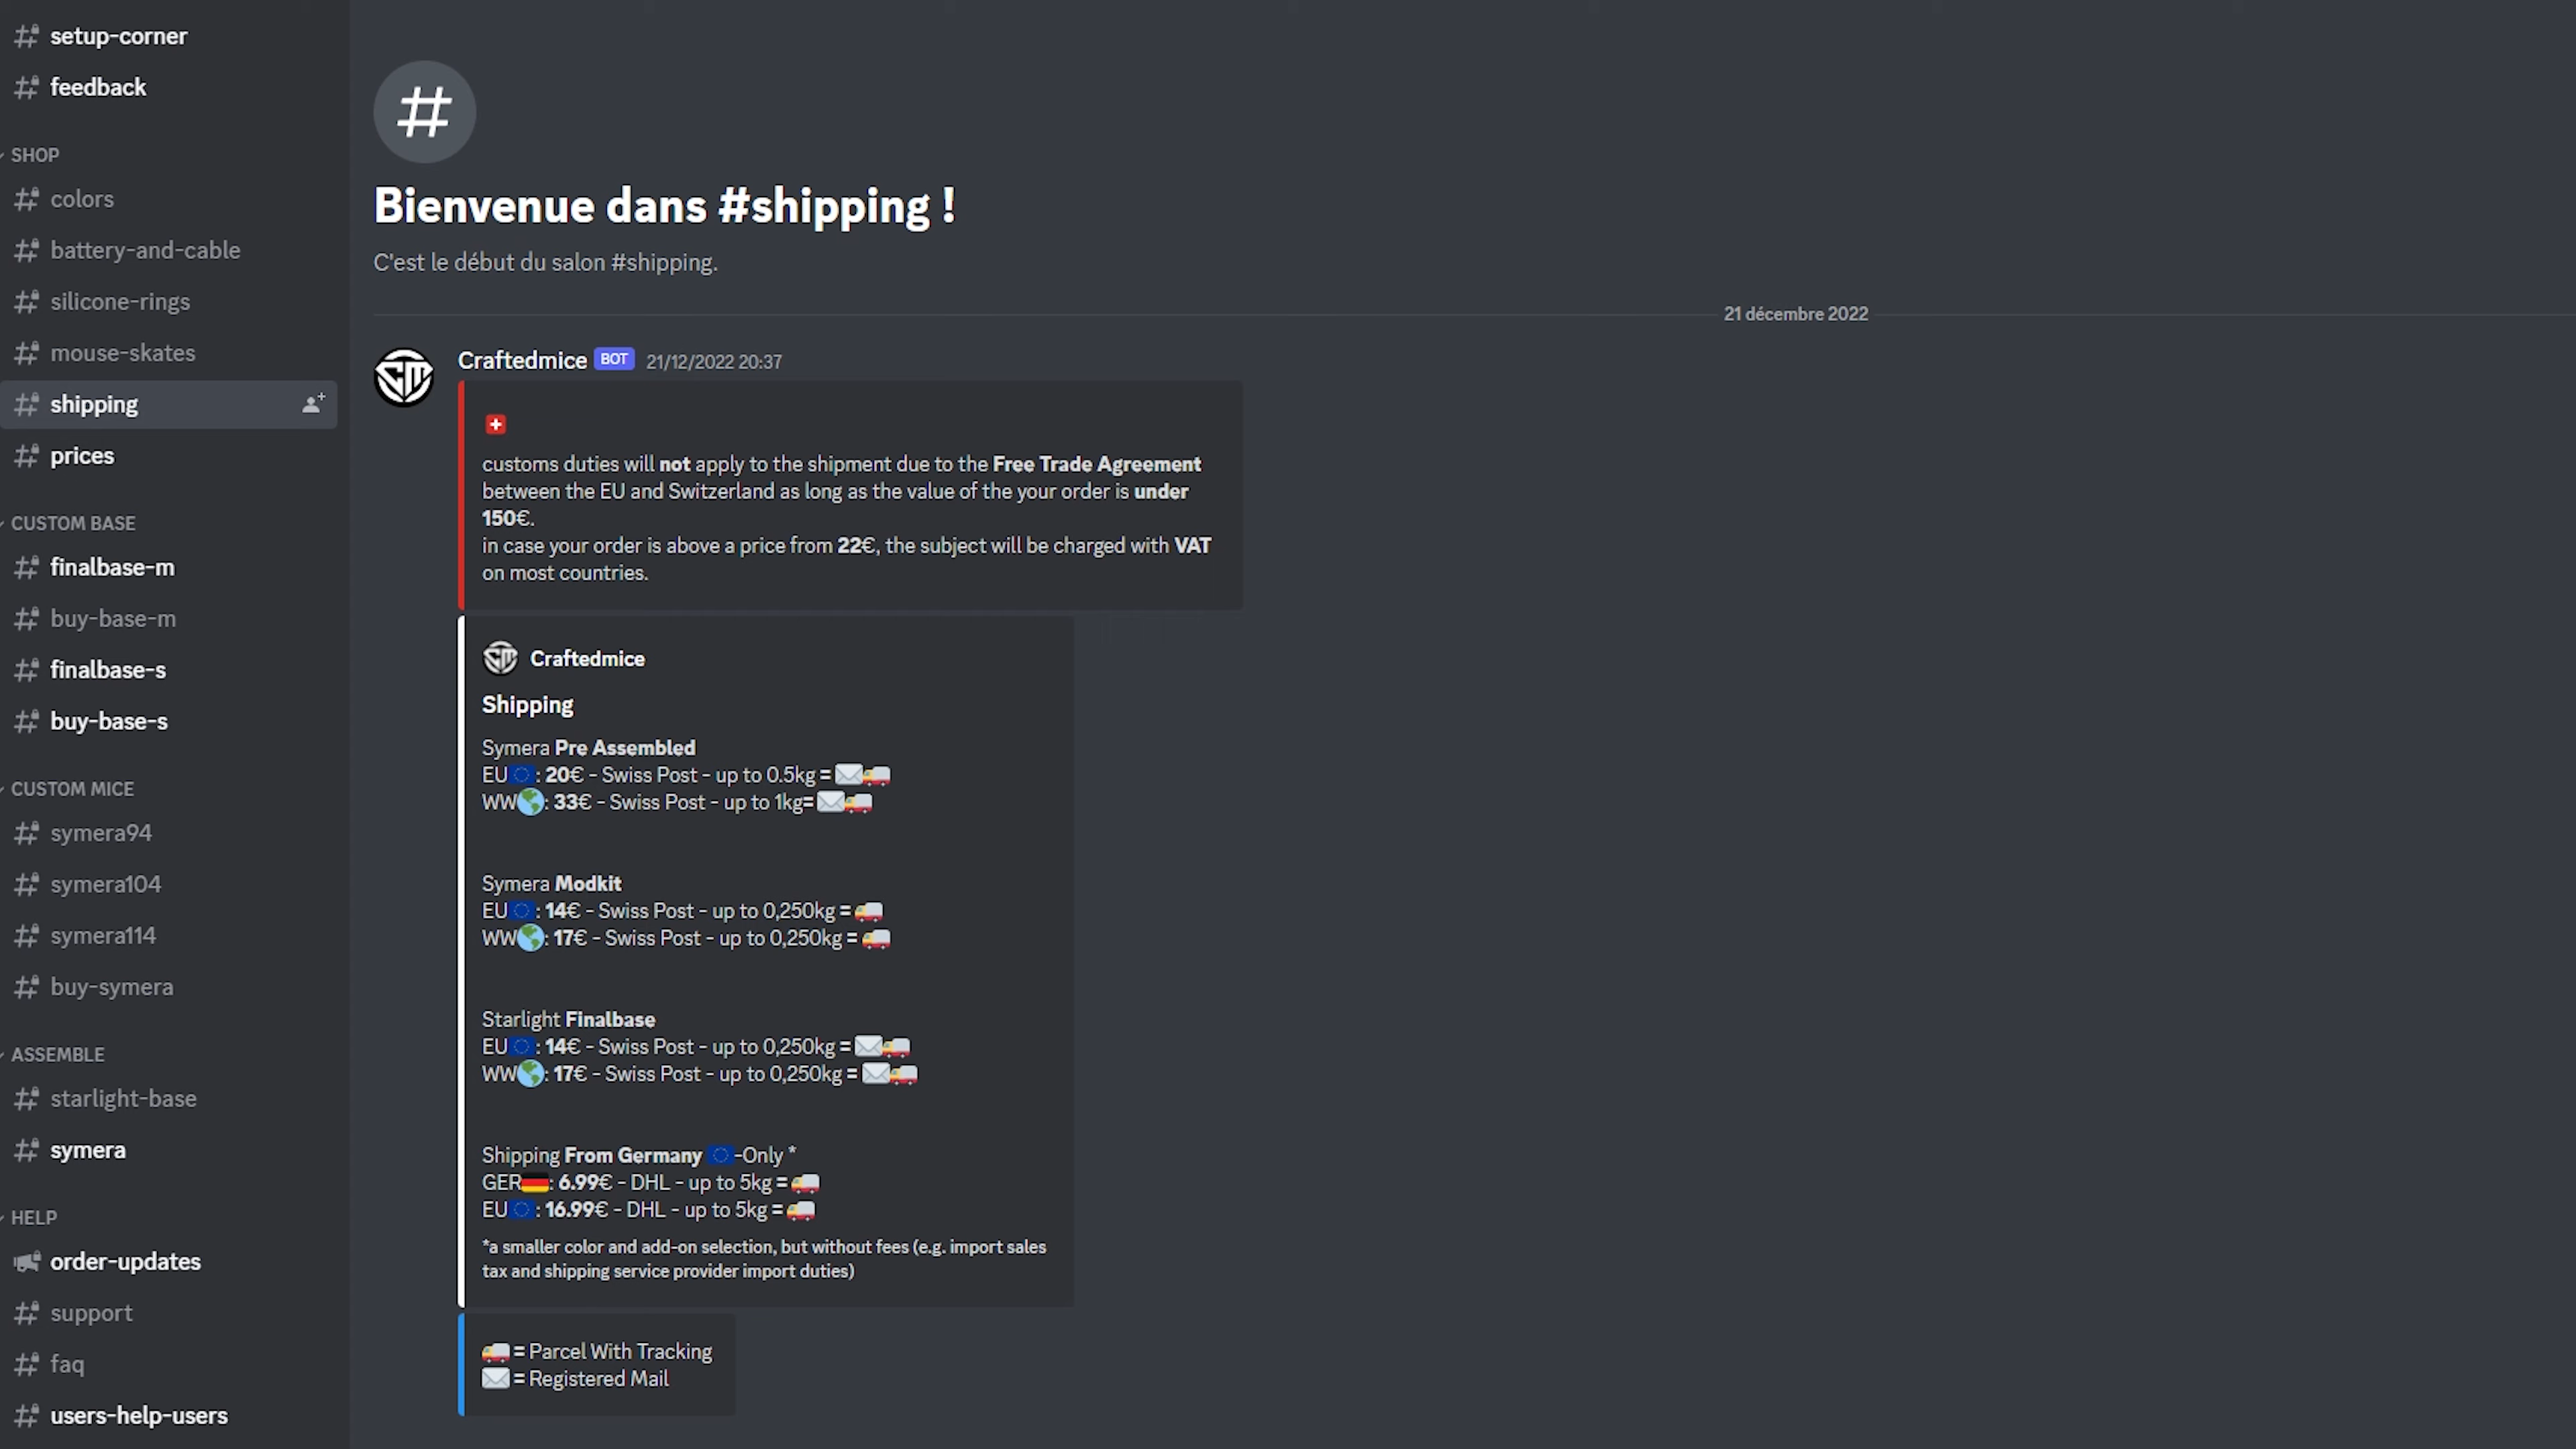 setup-corner
feedback
SHOP
colors
battery-and-cable
silicone-rings
mouse-skates
shipping
prices
CUSTOM BASE
finalbase-m
buy-base-m
finalbase-s
buy-base-s
CUSTOM MICE
symera94
symera104
symera114
buy-symera
ASSEMBLE
starlight-base
symera
HELP
order-updates
support
faq
users-help-users
#
Bienvenue dans #shipping !
C'est le début du salon #shipping.
21 décembre 2022
Craftedmice BOT 21/12/2022 20:37
customs duties will not apply to the shipment due to the Free Trade Agreement
between the EU and Switzerland as long as the value of the your order is under
150€.
in case your order is above a price from 22€, the subject will be charged with VAT
on most countries.
Craftedmice
Shipping
Symera Pre Assembled
EU🇪🇺: 20€ - Swiss Post - up to 0.5kg = ✉️🚚
WW🌎: 33€ - Swiss Post - up to 1kg= ✉️🚚
Symera Modkit
EU🇪🇺: 14€ - Swiss Post - up to 0,250kg = 🚚
WW🌎: 17€ - Swiss Post - up to 0,250kg = 🚚
Starlight Finalbase
EU🇪🇺: 14€ - Swiss Post - up to 0,250kg = ✉️🚚
WW🌎: 17€ - Swiss Post - up to 0,250kg = ✉️🚚
Shipping From Germany 🇪🇺-Only *
GER🇩🇪: 6.99€ - DHL - up to 5kg = 🚚
EU🇪🇺: 16.99€ - DHL - up to 5kg = 🚚
*a smaller color and add-on selection, but without fees (e.g. import sales
tax and shipping service provider import duties)
🚚 = Parcel With Tracking
✉️ = Registered Mail